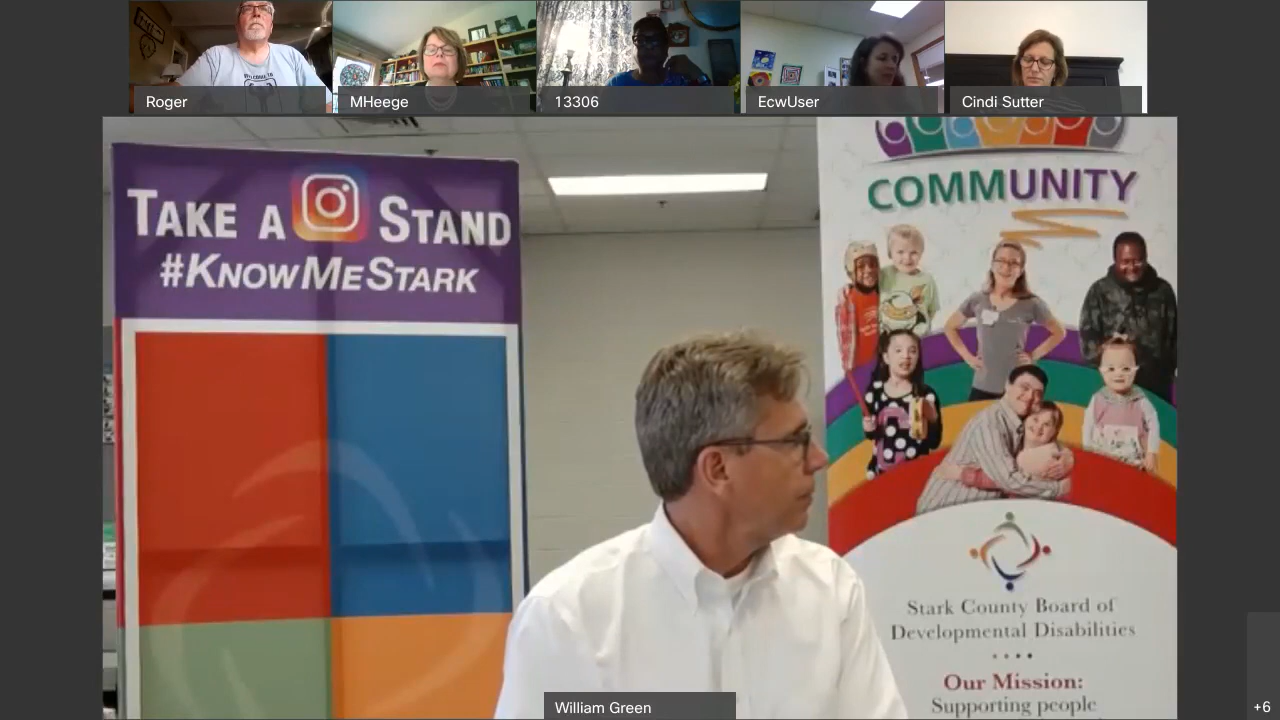 Roger
MHeege
13306
EcwUser
Cindi Sutter
TAKE A STAND
#KNOWMESTARK
COMMUNITY
Stark County Board of
Developmental Disabilities
Our Mission:
Supporting people
William Green
+6